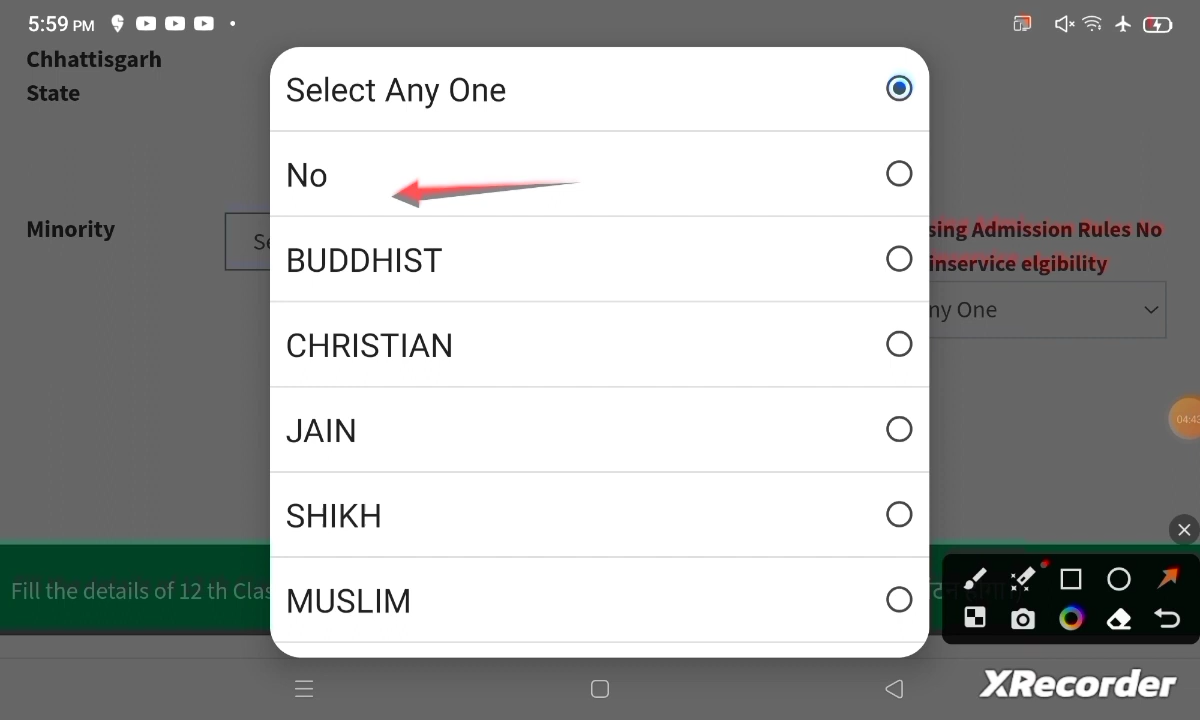 5:59 PM
Chhattisgarh
State
Select Any One
No
Minority
Se
BUDDHIST
sing Admission Rules No
inservice elgibility
ny One
CHRISTIAN
JAIN
04:43
SHIKH
Fill the details of 12 th Clas
MUSLIM
XRecorder